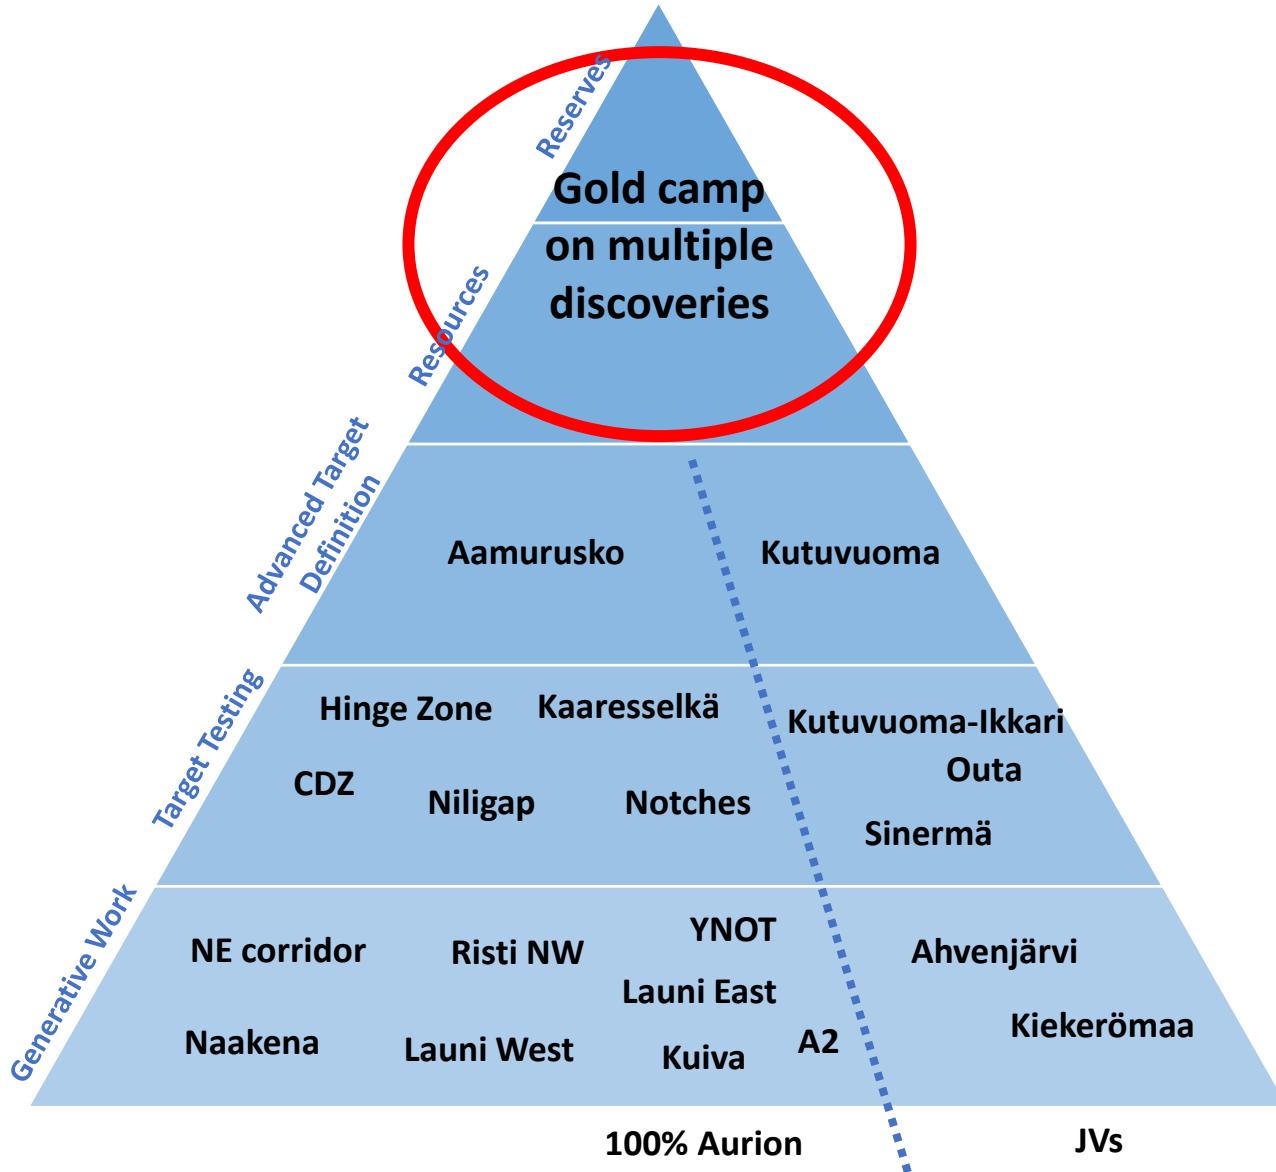 Reserves
Gold camp
on multiple
discoveries
Resources
Advanced Target
Definition
Aamurusko
Kutuvuoma
Target Testing
Hinge Zone
Kaaresselkä
Kutuvuoma-Ikkari
Outa
CDZ
Niligap
Notches
Sinermä
Generative Work
YNOT
NE corridor
Risti NW
Ahvenjärvi
Launi East
Kiekerömaa
Naakena
Launi West
Kuiva
A2
100% Aurion
JVs